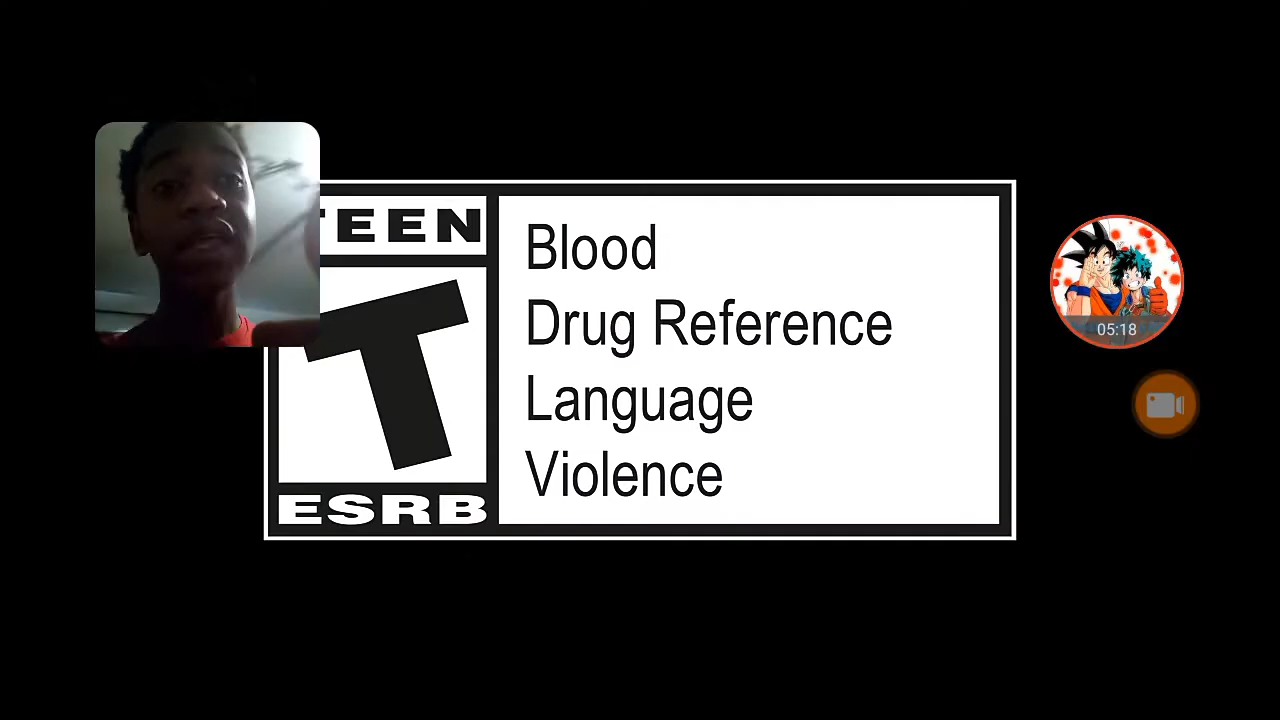 TEEN
T
ESRB
Blood
Drug Reference
Language
Violence
05:18